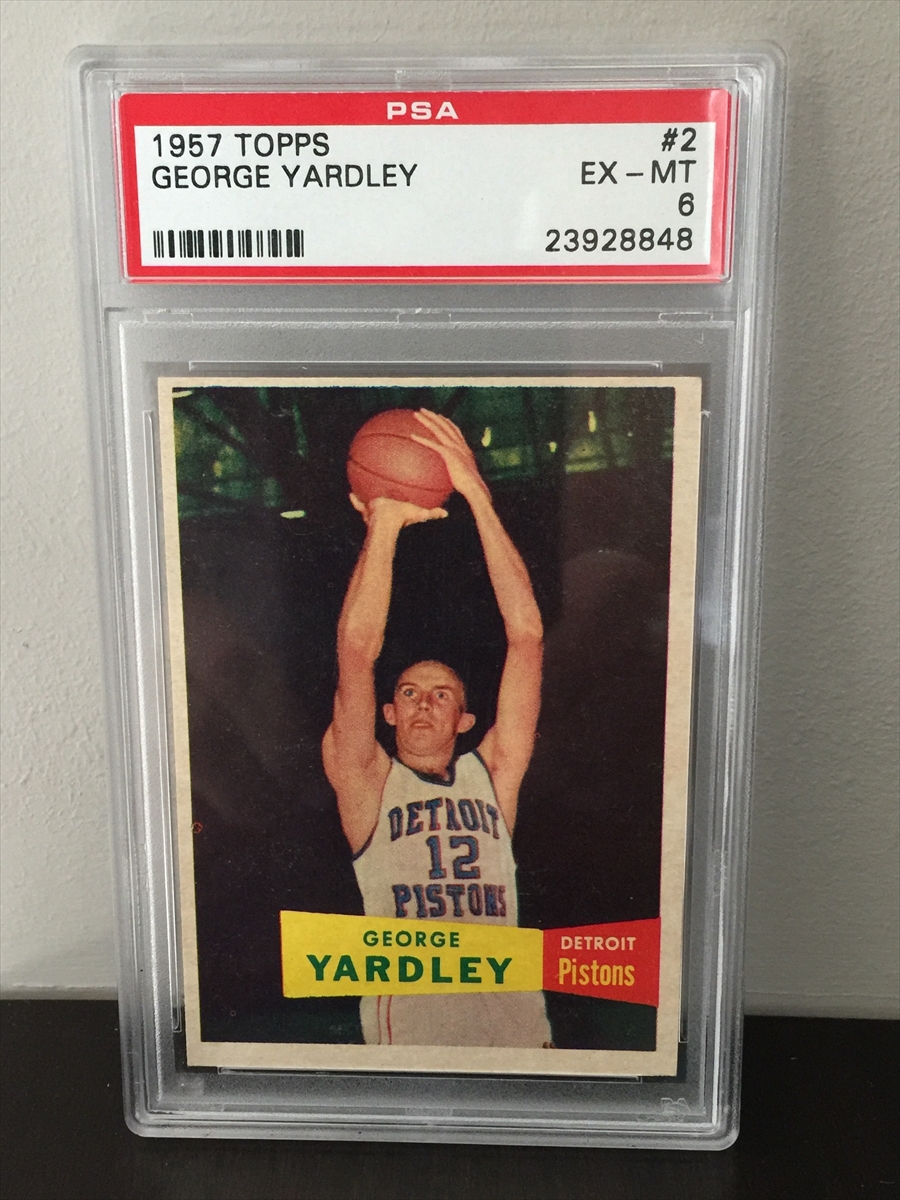 PSA
1957 TOPPS #2
GEORGE YARDLEY EX - MT
6
23928848
DETROIT
12
PISTONS
GEORGE
YARDLEY
DETROIT
Pistons